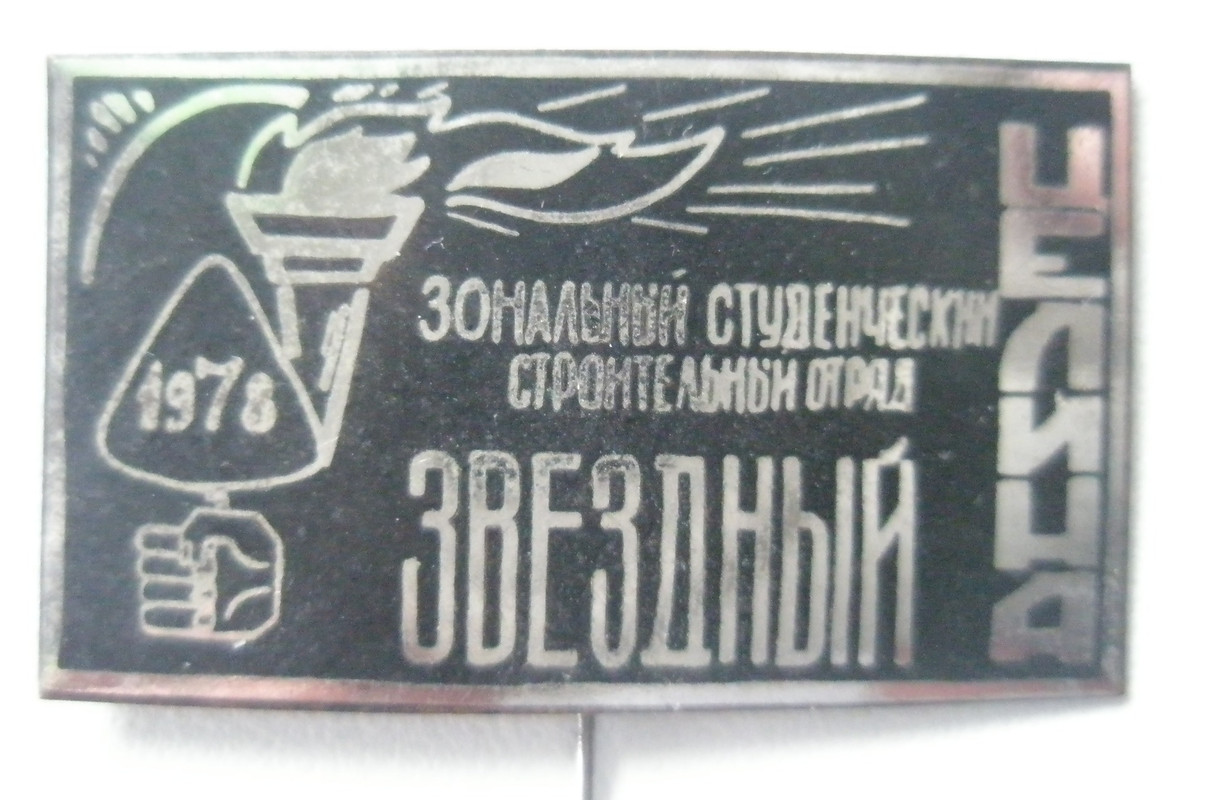 ЗОНАЛЬНЫЙ СТУДЕНЧЕСКИЙ
СТРОИТЕЛЬНЫЙ ОТРЯД
1978
ЗВЕЗДНЫЙ
ЦЕЛИНА